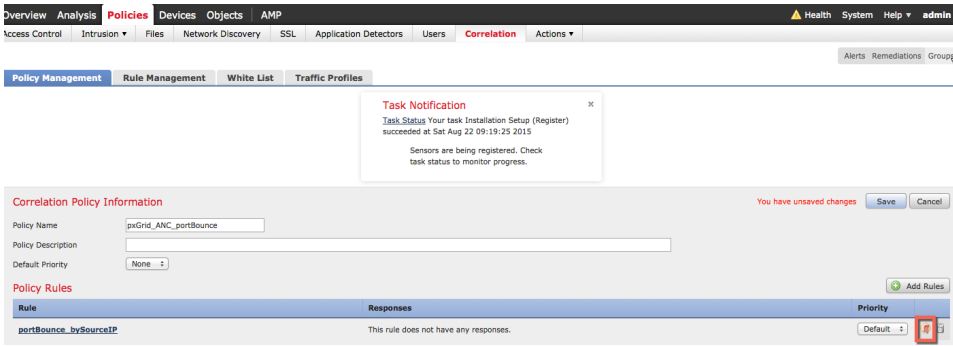 Overview Analysis Policies Devices Objects AMP Health System Help ▾ admin
Access Control Intrusion ▾ Files Network Discovery SSL Application Detectors Users Correlation Actions ▾
Alerts Remediations Groups
Policy Management Rule Management White List Traffic Profiles
Task Notification ×
Task Status Your task Installation Setup (Register)
succeeded at Sat Aug 22 09:19:25 2015
Sensors are being registered. Check
task status to monitor progress.
Correlation Policy Information You have unsaved changes Save Cancel
Policy Name pxGrid_ANC_portBounce
Policy Description
Default Priority None
Policy Rules Add Rules
Rule Responses Priority
portBounce_bySourceIP This rule does not have any responses. Default